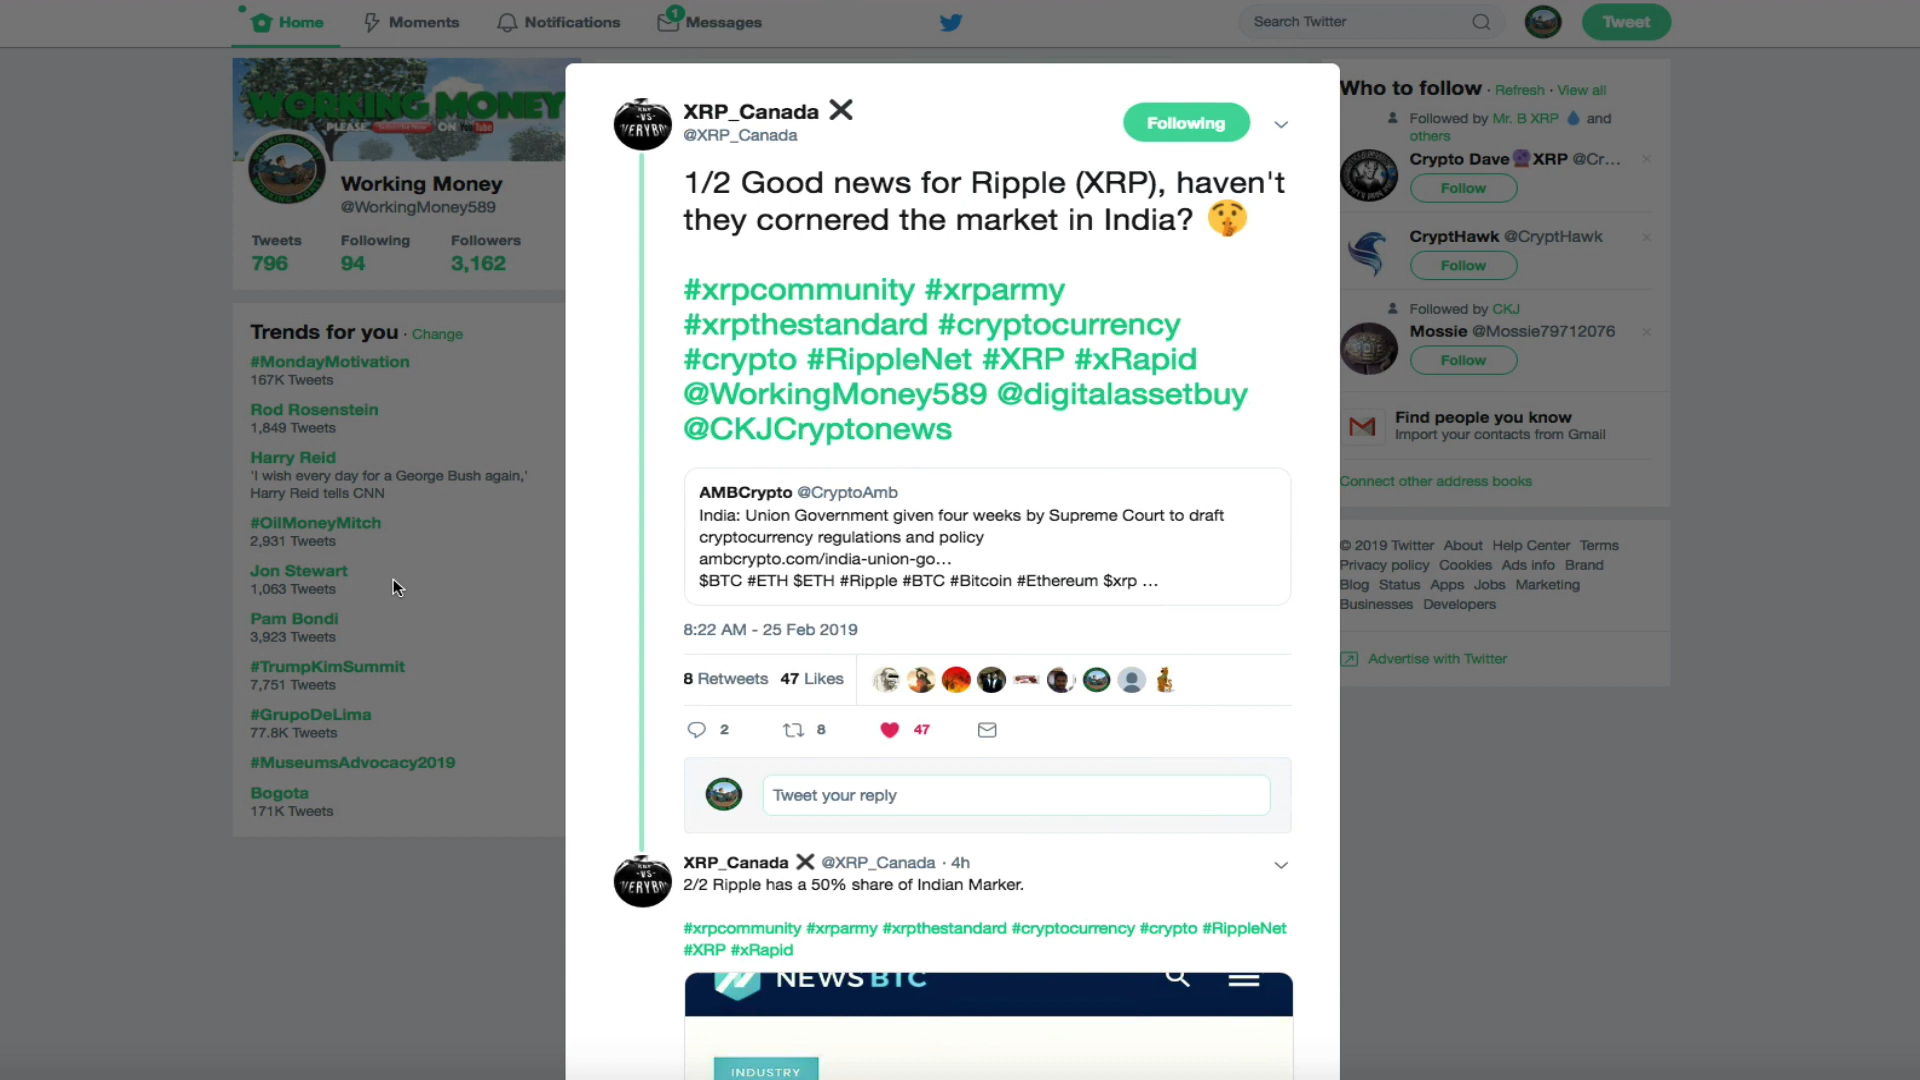 Home
Moments
Notifications
1
Messages
Search Twitter
Tweet
WORKING MONEY
PLEASE ON YouTube
Working Money
@WorkingMoney589
Tweets Following Followers
796 94 3,162
Trends for you · Change
#MondayMotivation
167K Tweets
Rod Rosenstein
1,849 Tweets
Harry Reid
'I wish every day for a George Bush again,'
Harry Reid tells CNN
#OilMoneyMitch
2,931 Tweets
Jon Stewart
1,063 Tweets
Pam Bondi
3,923 Tweets
#TrumpKimSummit
7,751 Tweets
#GrupoDeLima
77.8K Tweets
#MuseumsAdvocacy2019
Bogota
171K Tweets
XRP_Canada
@XRP_Canada
Following
1/2 Good news for Ripple (XRP), haven't
they cornered the market in India? 🤫
#xrpcommunity #xrparmy
#xrpthestandard #cryptocurrency
#crypto #RippleNet #XRP #xRapid
@WorkingMoney589 @digitalassetbuy
@CKJCryptonews
AMBCrypto @CryptoAmb
India: Union Government given four weeks by Supreme Court to draft
cryptocurrency regulations and policy
ambcrypto.com/india-union-go...
$BTC #ETH $ETH #Ripple #BTC #Bitcoin #Ethereum $xrp ...
8:22 AM - 25 Feb 2019
8 Retweets 47 Likes
2 8 47
Tweet your reply
XRP_Canada @XRP_Canada · 4h
2/2 Ripple has a 50% share of Indian Marker.
#xrpcommunity #xrparmy #xrpthestandard #cryptocurrency #crypto #RippleNet
#XRP #xRapid
NEWSBTC
INDUSTRY
Who to follow · Refresh · View all
Followed by Mr. B XRP 💧 and
others
Crypto Dave🔮XRP @Cr...
Follow
CryptHawk @CryptHawk
Follow
Followed by CKJ
Mossie @Mossie79712076
Follow
Find people you know
Import your contacts from Gmail
Connect other address books
© 2019 Twitter About Help Center Terms
Privacy policy Cookies Ads info Brand
Blog Status Apps Jobs Marketing
Businesses Developers
Advertise with Twitter